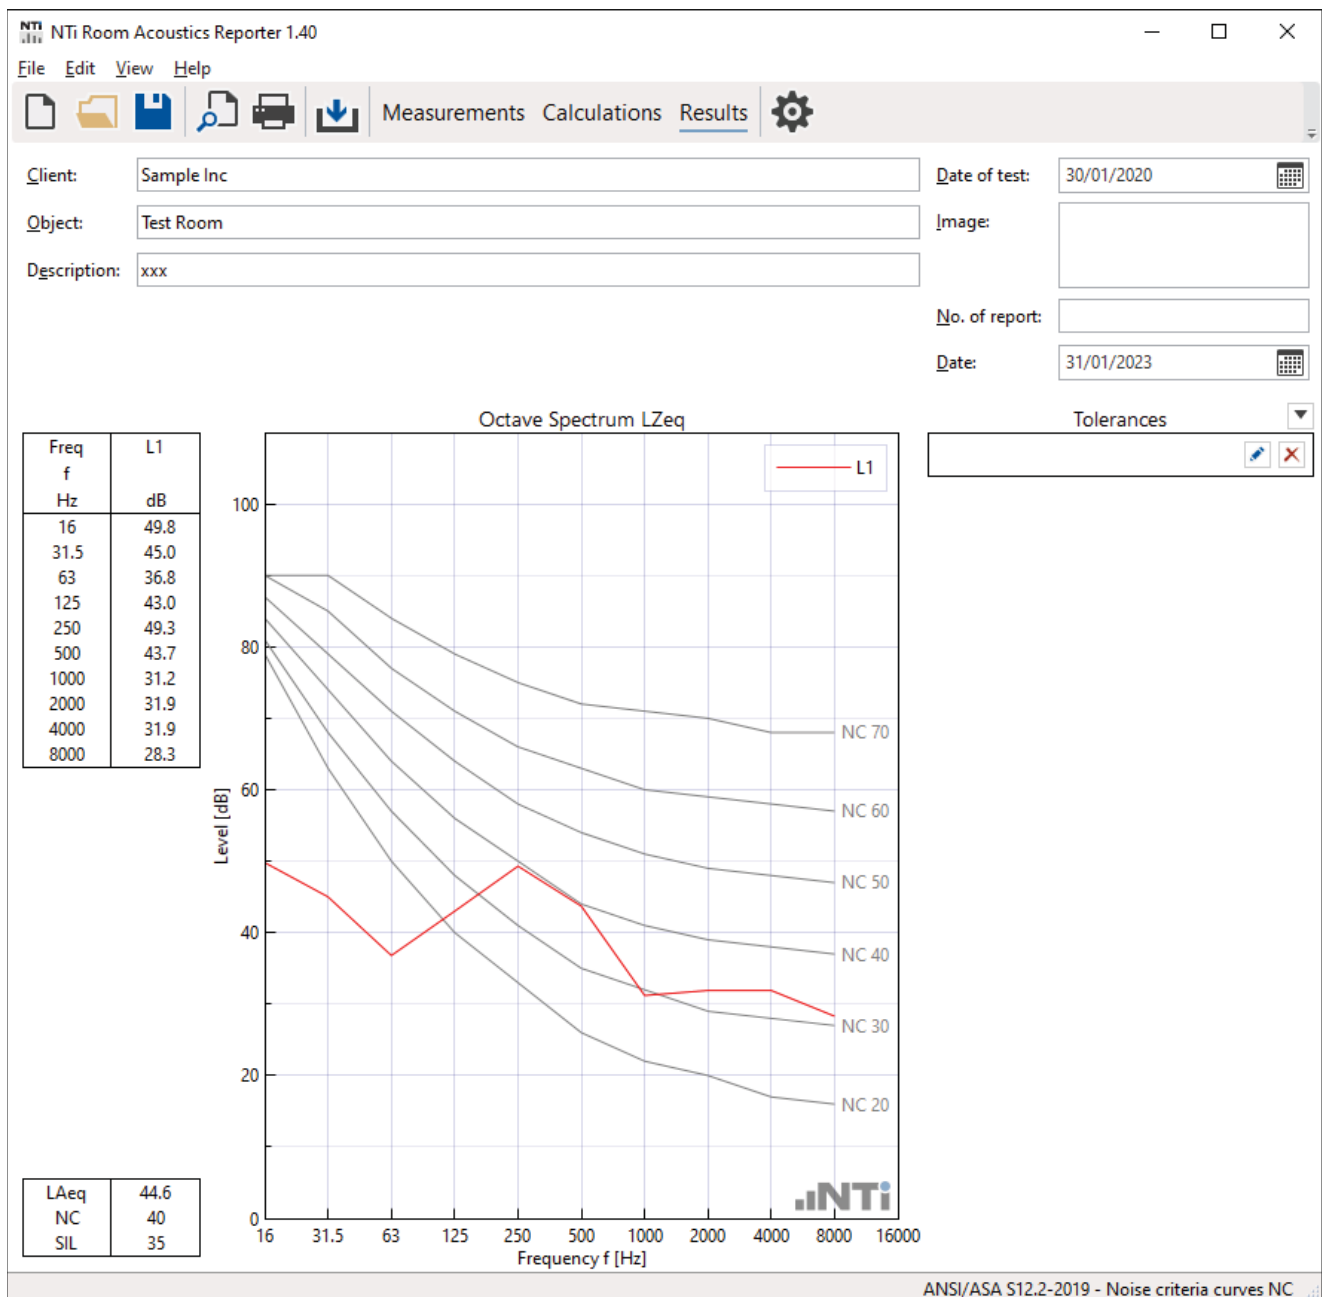 NTi Room Acoustics Reporter 1.40
File Edit View Help
Measurements Calculations Results
Client: Sample Inc
Date of test: 30/01/2020
Object: Test Room
Image:
Description: xxx
No. of report:
Date: 31/01/2023
Octave Spectrum LZeq
Tolerances
Freq L1
f
Hz dB
16 49.8
31.5 45.0
63 36.8
125 43.0
250 49.3
500 43.7
1000 31.2
2000 31.9
4000 31.9
8000 28.3
LAeq 44.6
NC 40
SIL 35
L1
100
80
60
40
20
0
Level [dB]
NC 70
NC 60
NC 50
NC 40
NC 30
NC 20
NTi
16 31.5 63 125 250 500 1000 2000 4000 8000 16000
Frequency f [Hz]
ANSI/ASA S12.2-2019 - Noise criteria curves NC